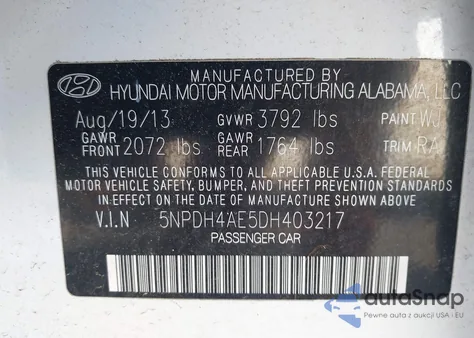 MANUFACTURED BY
HYUNDAI MOTOR MANUFACTURING ALABAMA, LLC
Aug/19/13 GVWR 3792 lbs PAINT WJ
GAWR FRONT 2072 lbs GAWR REAR 1764 lbs TRIM RA
THIS VEHICLE CONFORMS TO ALL APPLICABLE U.S.A. FEDERAL
MOTOR VEHICLE SAFETY, BUMPER, AND THEFT PREVENTION STANDARDS
IN EFFECT ON THE DATE OF MANUFACTURE SHOWN ABOVE.
V.I.N 5NPDH4AE5DH403217
PASSENGER CAR
autoSnap
Pewne auta z aukcji USA i EU